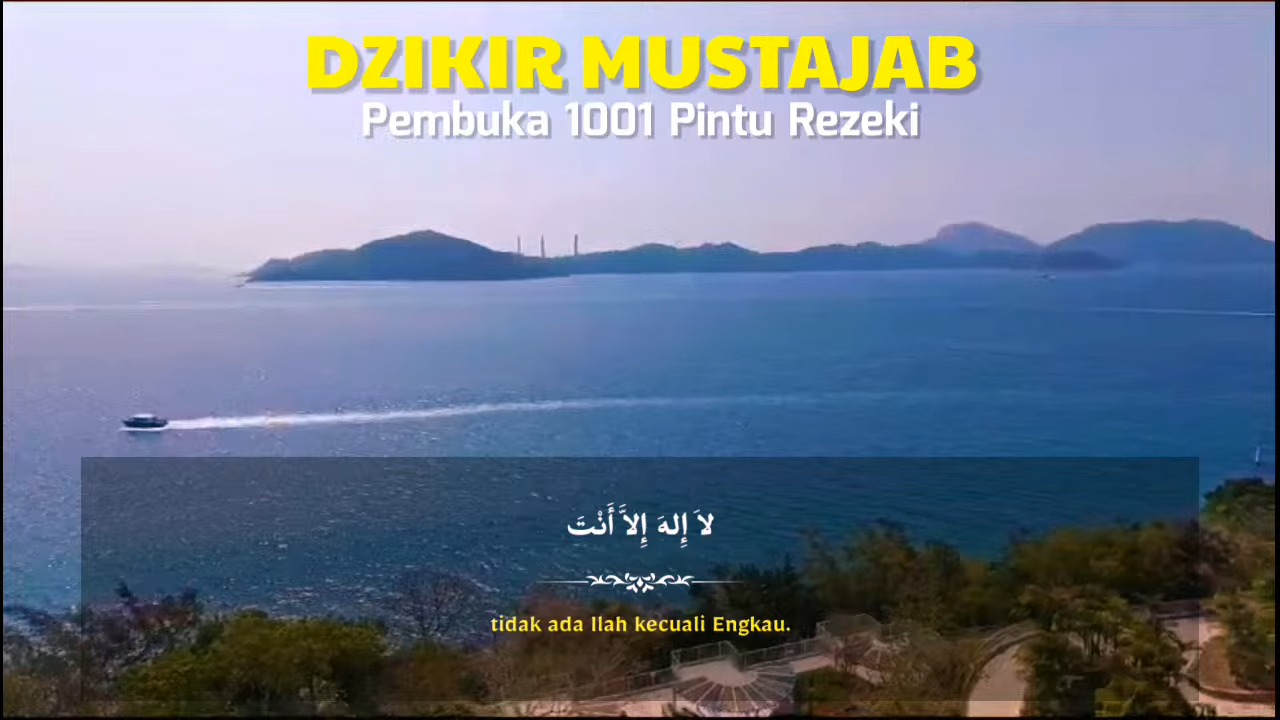 DZIKIR MUSTAJAB
Pembuka 1001 Pintu Rezeki
لاَ إِلهَ إِلاَّ أَنْتَ
tidak ada Ilah kecuali Engkau.